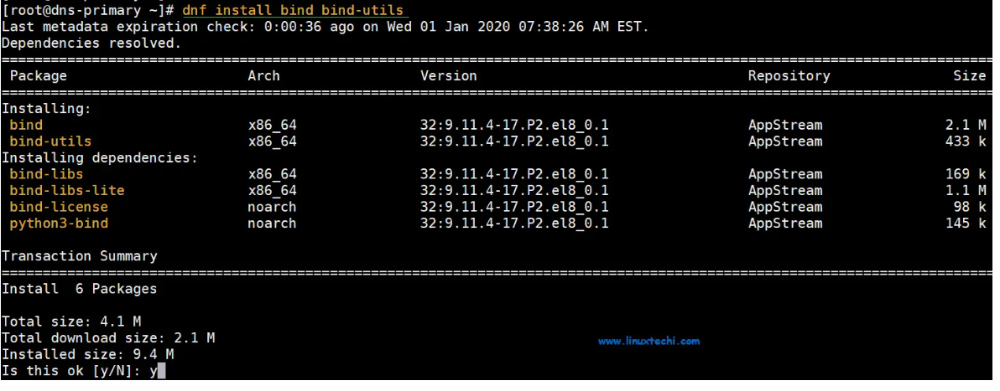 [root@dns-primary ~]# dnf install bind bind-utils
Last metadata expiration check: 0:00:36 ago on Wed 01 Jan 2020 07:38:26 AM EST.
Dependencies resolved.
Package Arch Version Repository Size
Installing:
bind x86_64 32:9.11.4-17.P2.el8_0.1 AppStream 2.1 M
bind-utils x86_64 32:9.11.4-17.P2.el8_0.1 AppStream 433 k
Installing dependencies:
bind-libs x86_64 32:9.11.4-17.P2.el8_0.1 AppStream 169 k
bind-libs-lite x86_64 32:9.11.4-17.P2.el8_0.1 AppStream 1.1 M
bind-license noarch 32:9.11.4-17.P2.el8_0.1 AppStream 98 k
python3-bind noarch 32:9.11.4-17.P2.el8_0.1 AppStream 145 k
Transaction Summary
Install 6 Packages
Total size: 4.1 M
Total download size: 2.1 M
www.linuxtechi.com
Installed size: 9.4 M
Is this ok [y/N]: y